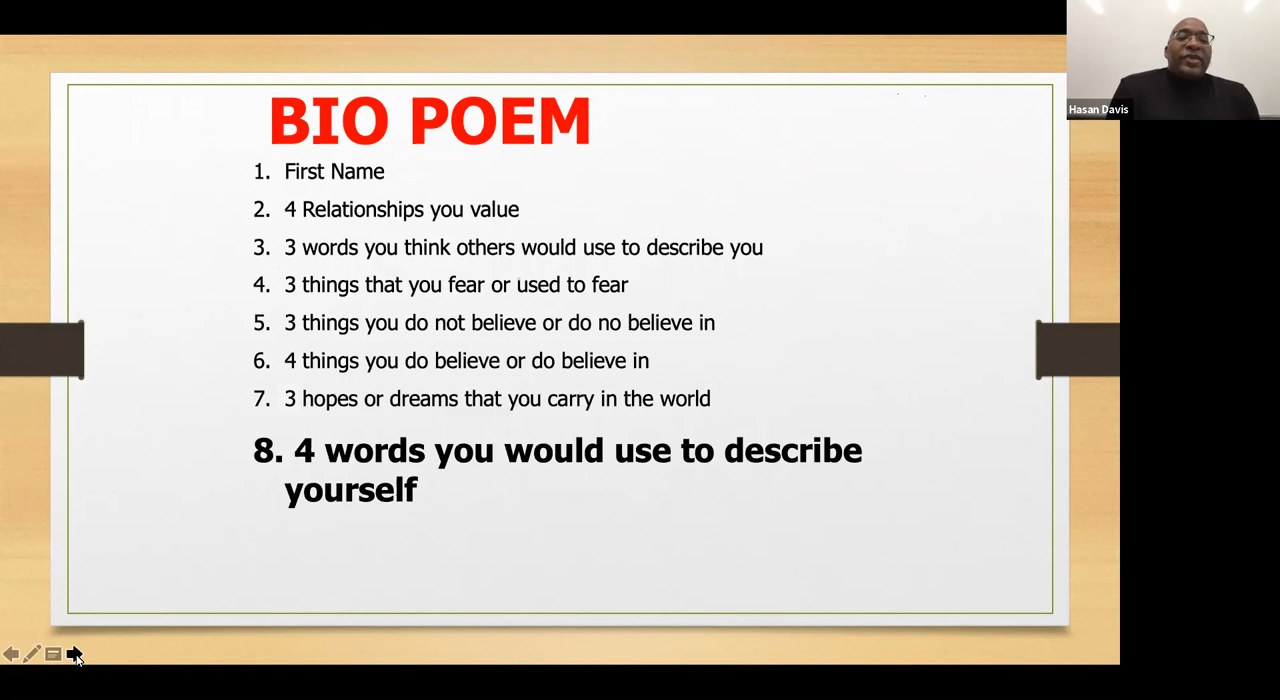 BIO POEM
1. First Name
2. 4 Relationships you value
3. 3 words you think others would use to describe you
4. 3 things that you fear or used to fear
5. 3 things you do not believe or do no believe in
6. 4 things you do believe or do believe in
7. 3 hopes or dreams that you carry in the world
8. 4 words you would use to describe
yourself
Hasan Davis